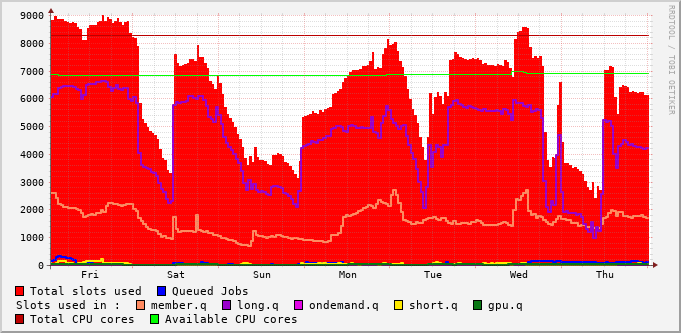 9000
8000
7000
6000
5000
4000
3000
2000
1000
0
Fri Sat Sun Mon Tue Wed Thu
RRDTOOL / TOBI OETIKER
Total slots used Queued Jobs
Slots used in : member.q long.q ondemand.q short.q gpu.q
Total CPU cores Available CPU cores